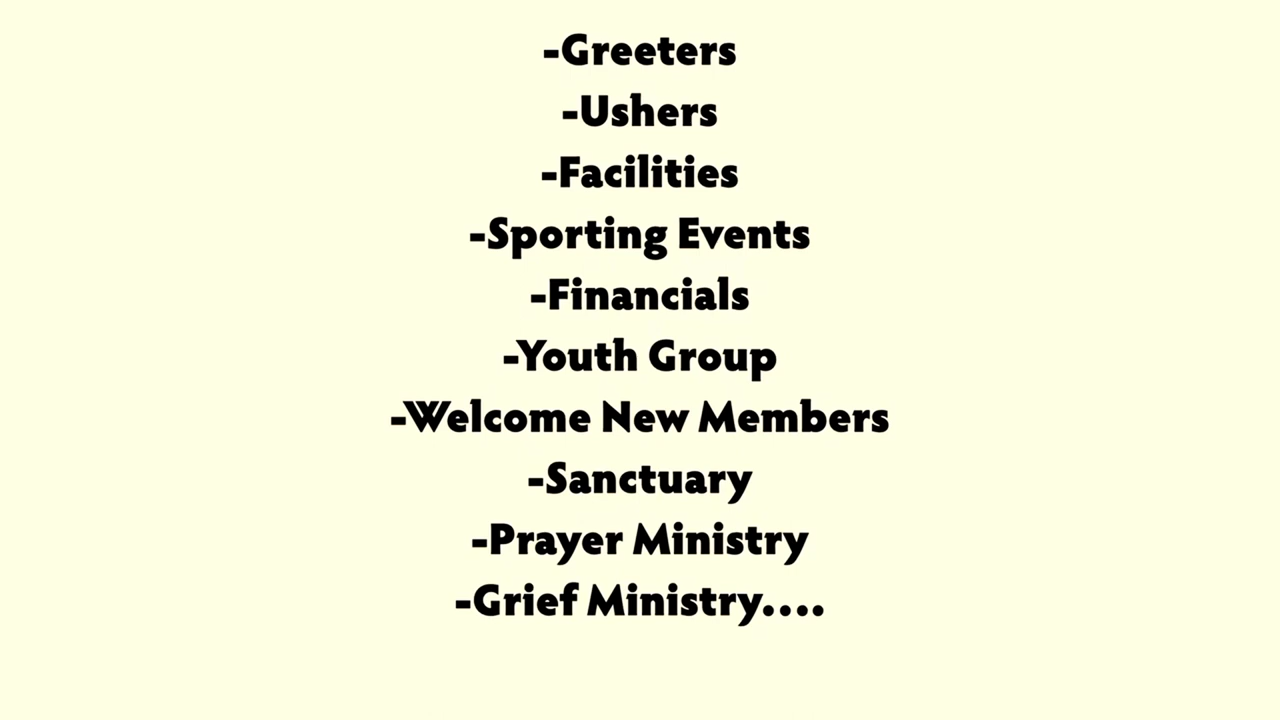 -Greeters
-Ushers
-Facilities
-Sporting Events
-Financials
-Youth Group
-Welcome New Members
-Sanctuary
-Prayer Ministry
-Grief Ministry....